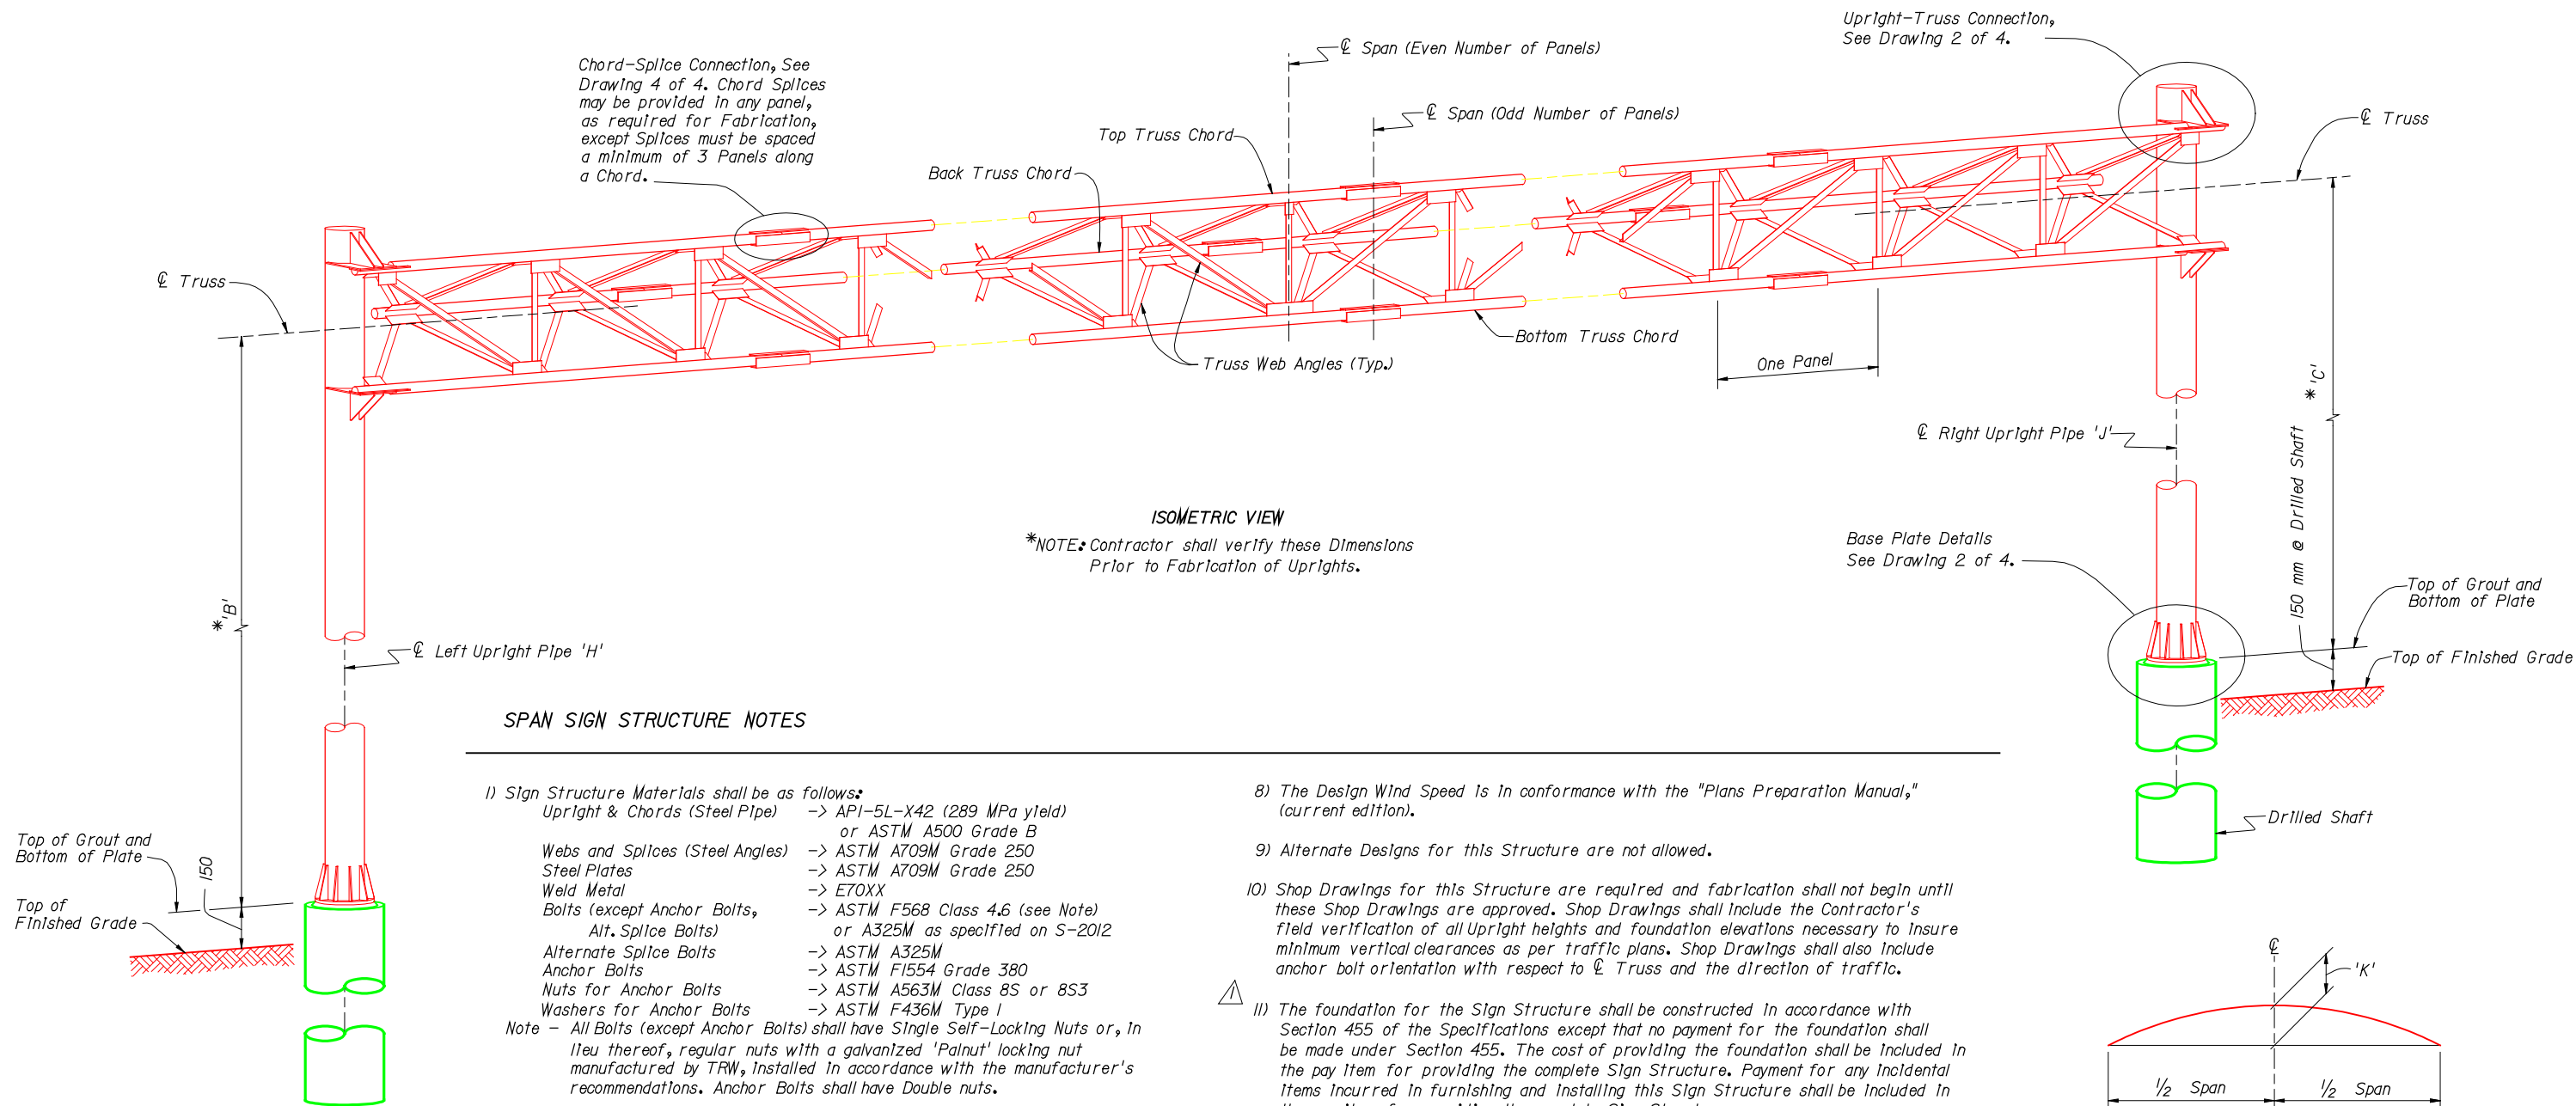 Upright-Truss Connection,
See Drawing 2 of 4.
℄ Span (Even Number of Panels)
Chord-Splice Connection, See
Drawing 4 of 4. Chord Splices
may be provided in any panel,
as required for Fabrication,
except Splices must be spaced
a minimum of 3 Panels along
a Chord.
℄ Span (Odd Number of Panels)
℄ Truss
Top Truss Chord
Back Truss Chord
℄ Truss
Bottom Truss Chord
Truss Web Angles (Typ.)
One Panel
* 'C'
℄ Right Upright Pipe 'J'
150 mm @ Drilled Shaft
ISOMETRIC VIEW
*NOTE: Contractor shall verify these Dimensions
Prior to Fabrication of Uprights.
Base Plate Details
See Drawing 2 of 4.
Top of Grout and
Bottom of Plate
* 'B'
℄ Left Upright Pipe 'H'
Top of Finished Grade
SPAN SIGN STRUCTURE NOTES
1) Sign Structure Materials shall be as follows:
Upright & Chords (Steel Pipe) -> API-5L-X42 (289 MPa yield)
or ASTM A500 Grade B
Webs and Splices (Steel Angles) -> ASTM A709M Grade 250
Steel Plates -> ASTM A709M Grade 250
Weld Metal -> E70XX
Bolts (except Anchor Bolts, -> ASTM F568 Class 4.6 (see Note)
Alt. Splice Bolts) or A325M as specified on S-2012
Alternate Splice Bolts -> ASTM A325M
Anchor Bolts -> ASTM F1554 Grade 380
Nuts for Anchor Bolts -> ASTM A563M Class 8S or 8S3
Washers for Anchor Bolts -> ASTM F436M Type 1
Note - All Bolts (except Anchor Bolts) shall have Single Self-Locking Nuts or, in
lieu thereof, regular nuts with a galvanized 'Palnut' locking nut
manufactured by TRW, installed in accordance with the manufacturer's
recommendations. Anchor Bolts shall have Double nuts.
8) The Design Wind Speed is in conformance with the "Plans Preparation Manual,"
(current edition).
9) Alternate Designs for this Structure are not allowed.
10) Shop Drawings for this Structure are required and fabrication shall not begin until
these Shop Drawings are approved. Shop Drawings shall include the Contractor's
field verification of all Upright heights and foundation elevations necessary to insure
minimum vertical clearances as per traffic plans. Shop Drawings shall also include
anchor bolt orientation with respect to ℄ Truss and the direction of traffic.
1
11) The foundation for the Sign Structure shall be constructed in accordance with
Section 455 of the Specifications except that no payment for the foundation shall
be made under Section 455. The cost of providing the foundation shall be included in
the pay item for providing the complete Sign Structure. Payment for any incidental
items incurred in furnishing and installing this Sign Structure shall be included in
Drilled Shaft
Top of Grout and
Bottom of Plate
150
Top of
Finished Grade
℄
'K'
1/2 Span
1/2 Span